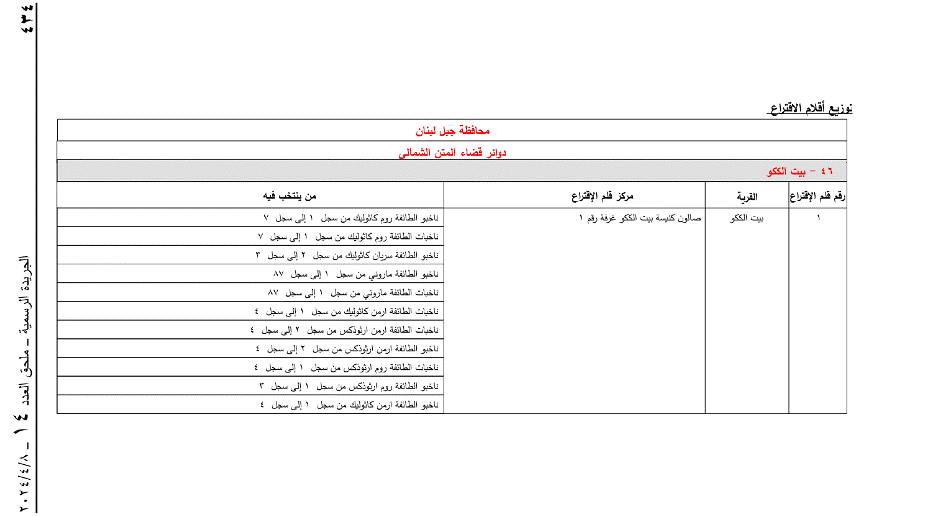 ٤٣٤
توزيع أقلام الاقتراع
محافظة جبل لبنان
دوائر قضاء المتن الشمالي
٤٦ - بيت الككو
رقم قلم الإقتراع القرية مركز قلم الإقتراع من ينتخب فيه
١ بيت الككو صالون كنيسة بيت الككو غرفة رقم ١ ناخبو الطائفة روم كاثوليك من سجل ١ إلى سجل ٧
ناخبات الطائفة روم كاثوليك من سجل ١ إلى سجل ٧
ناخبو الطائفة سريان كاثوليك من سجل ٢ إلى سجل ٣
ناخبو الطائفة ماروني من سجل ١ إلى سجل ٨٧
ناخبات الطائفة ماروني من سجل ١ إلى سجل ٨٧
ناخبات الطائفة ارمن كاثوليك من سجل ١ إلى سجل ٤
ناخبات الطائفة ارمن ارثوذكس من سجل ٢ إلى سجل ٤
ناخبو الطائفة ارمن ارثوذكس من سجل ٢ إلى سجل ٤
ناخبات الطائفة روم ارثوذكس من سجل ١ إلى سجل ٤
ناخبو الطائفة روم ارثوذكس من سجل ١ إلى سجل ٣
ناخبو الطائفة ارمن كاثوليك من سجل ١ إلى سجل ٤
الجريدة الرسمية – ملحق العدد ١٤ – ٢٠٢٤/٤/٨